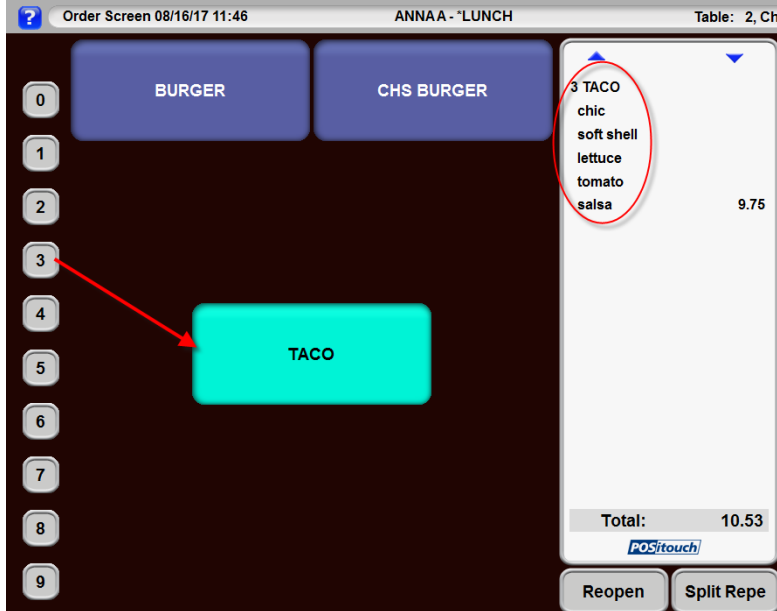 ? Order Screen 08/16/17 11:46 ANNA A - *LUNCH Table: 2, Ch
BURGER CHS BURGER
0
1
2
3
4
5
6
7
8
9
TACO
3 TACO
chic
soft shell
lettuce
tomato
salsa 9.75
Total: 10.53
POSitouch
Reopen Split Repe